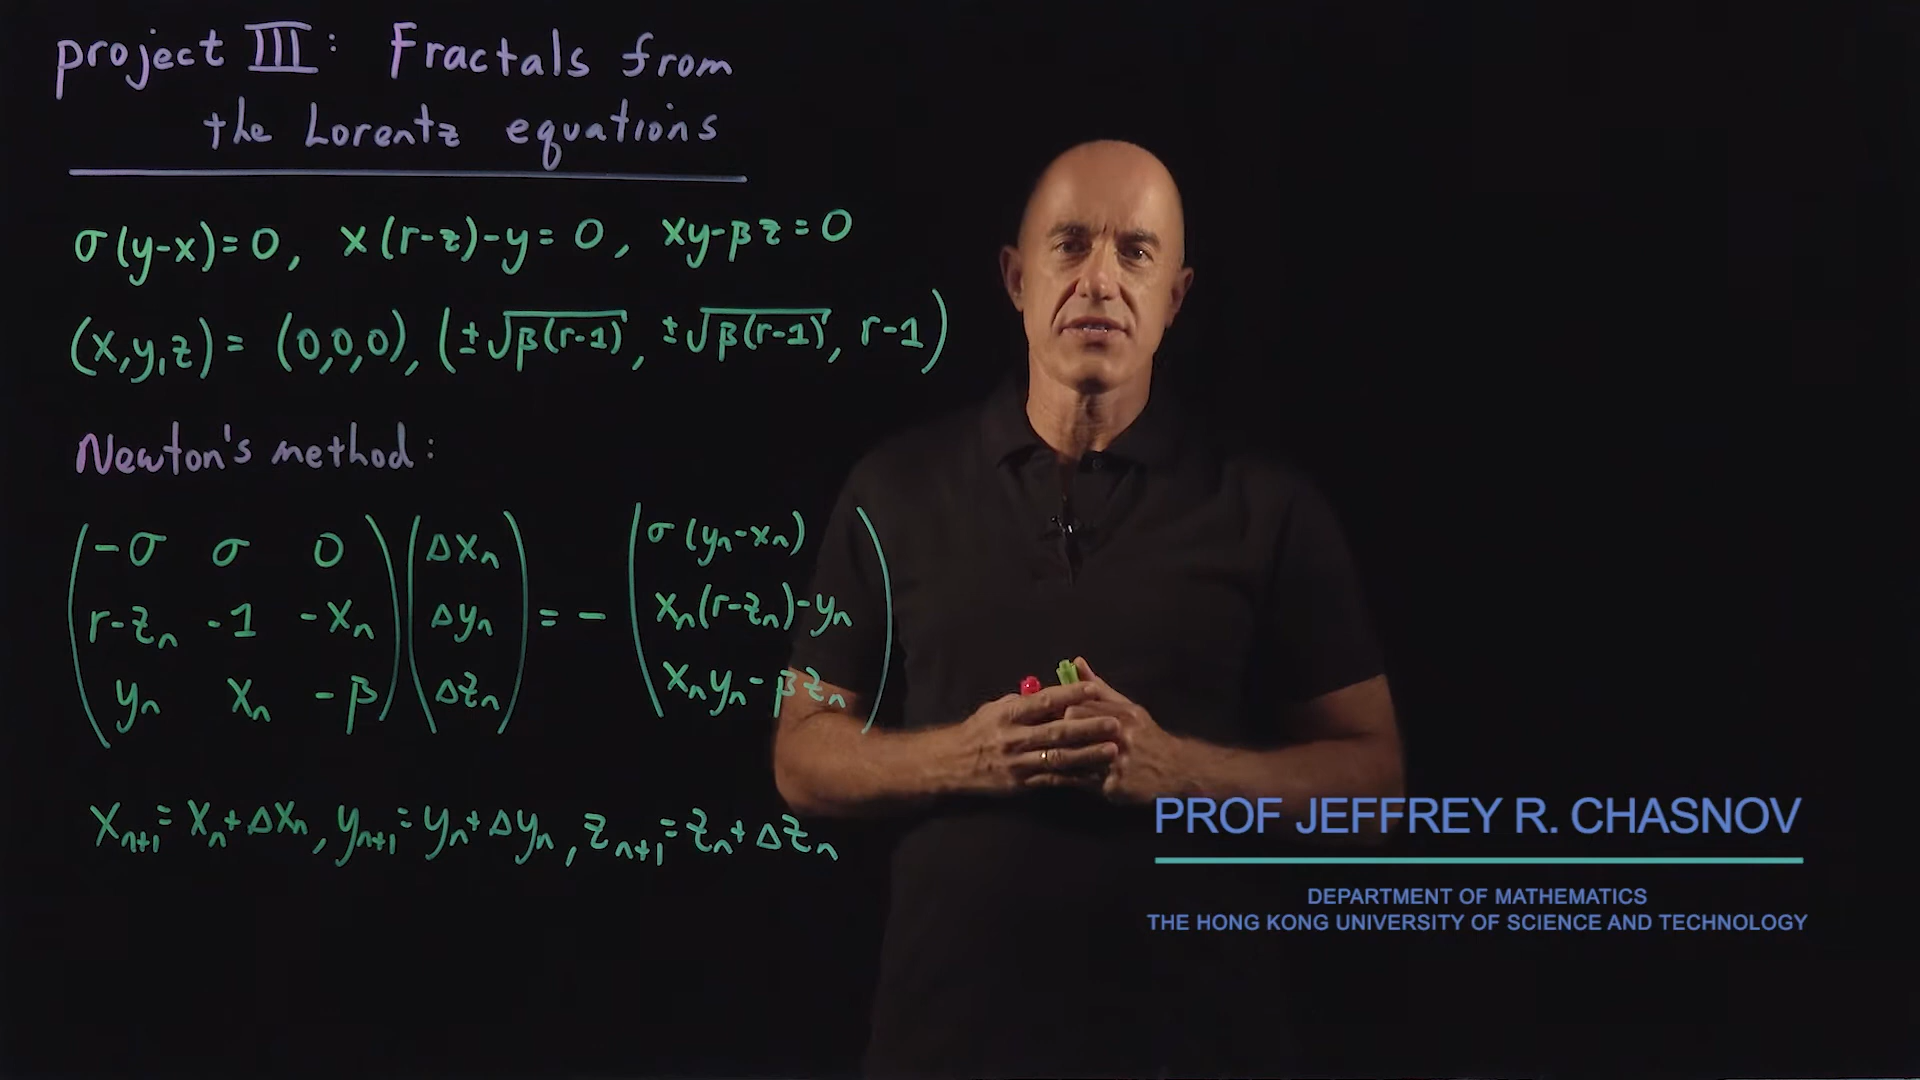 project III: Fractals from
the Lorentz equations
σ(y-x)=0, x(r-z)-y=0, xy-βz=0
(x,y,z)= (0,0,0), (±√β(r-1), ±√β(r-1), r-1)
Newton's method:
(-σ σ 0) (Δxₙ) (σ(yₙ-xₙ))
(r-zₙ -1 -xₙ) (Δyₙ) = - (xₙ(r-zₙ)-yₙ)
(yₙ xₙ -β) (Δzₙ) (xₙyₙ-βzₙ)
xₙ₊₁=xₙ+Δxₙ, yₙ₊₁=yₙ+Δyₙ, zₙ₊₁=zₙ+Δzₙ
PROF JEFFREY R. CHASNOV
DEPARTMENT OF MATHEMATICS
THE HONG KONG UNIVERSITY OF SCIENCE AND TECHNOLOGY